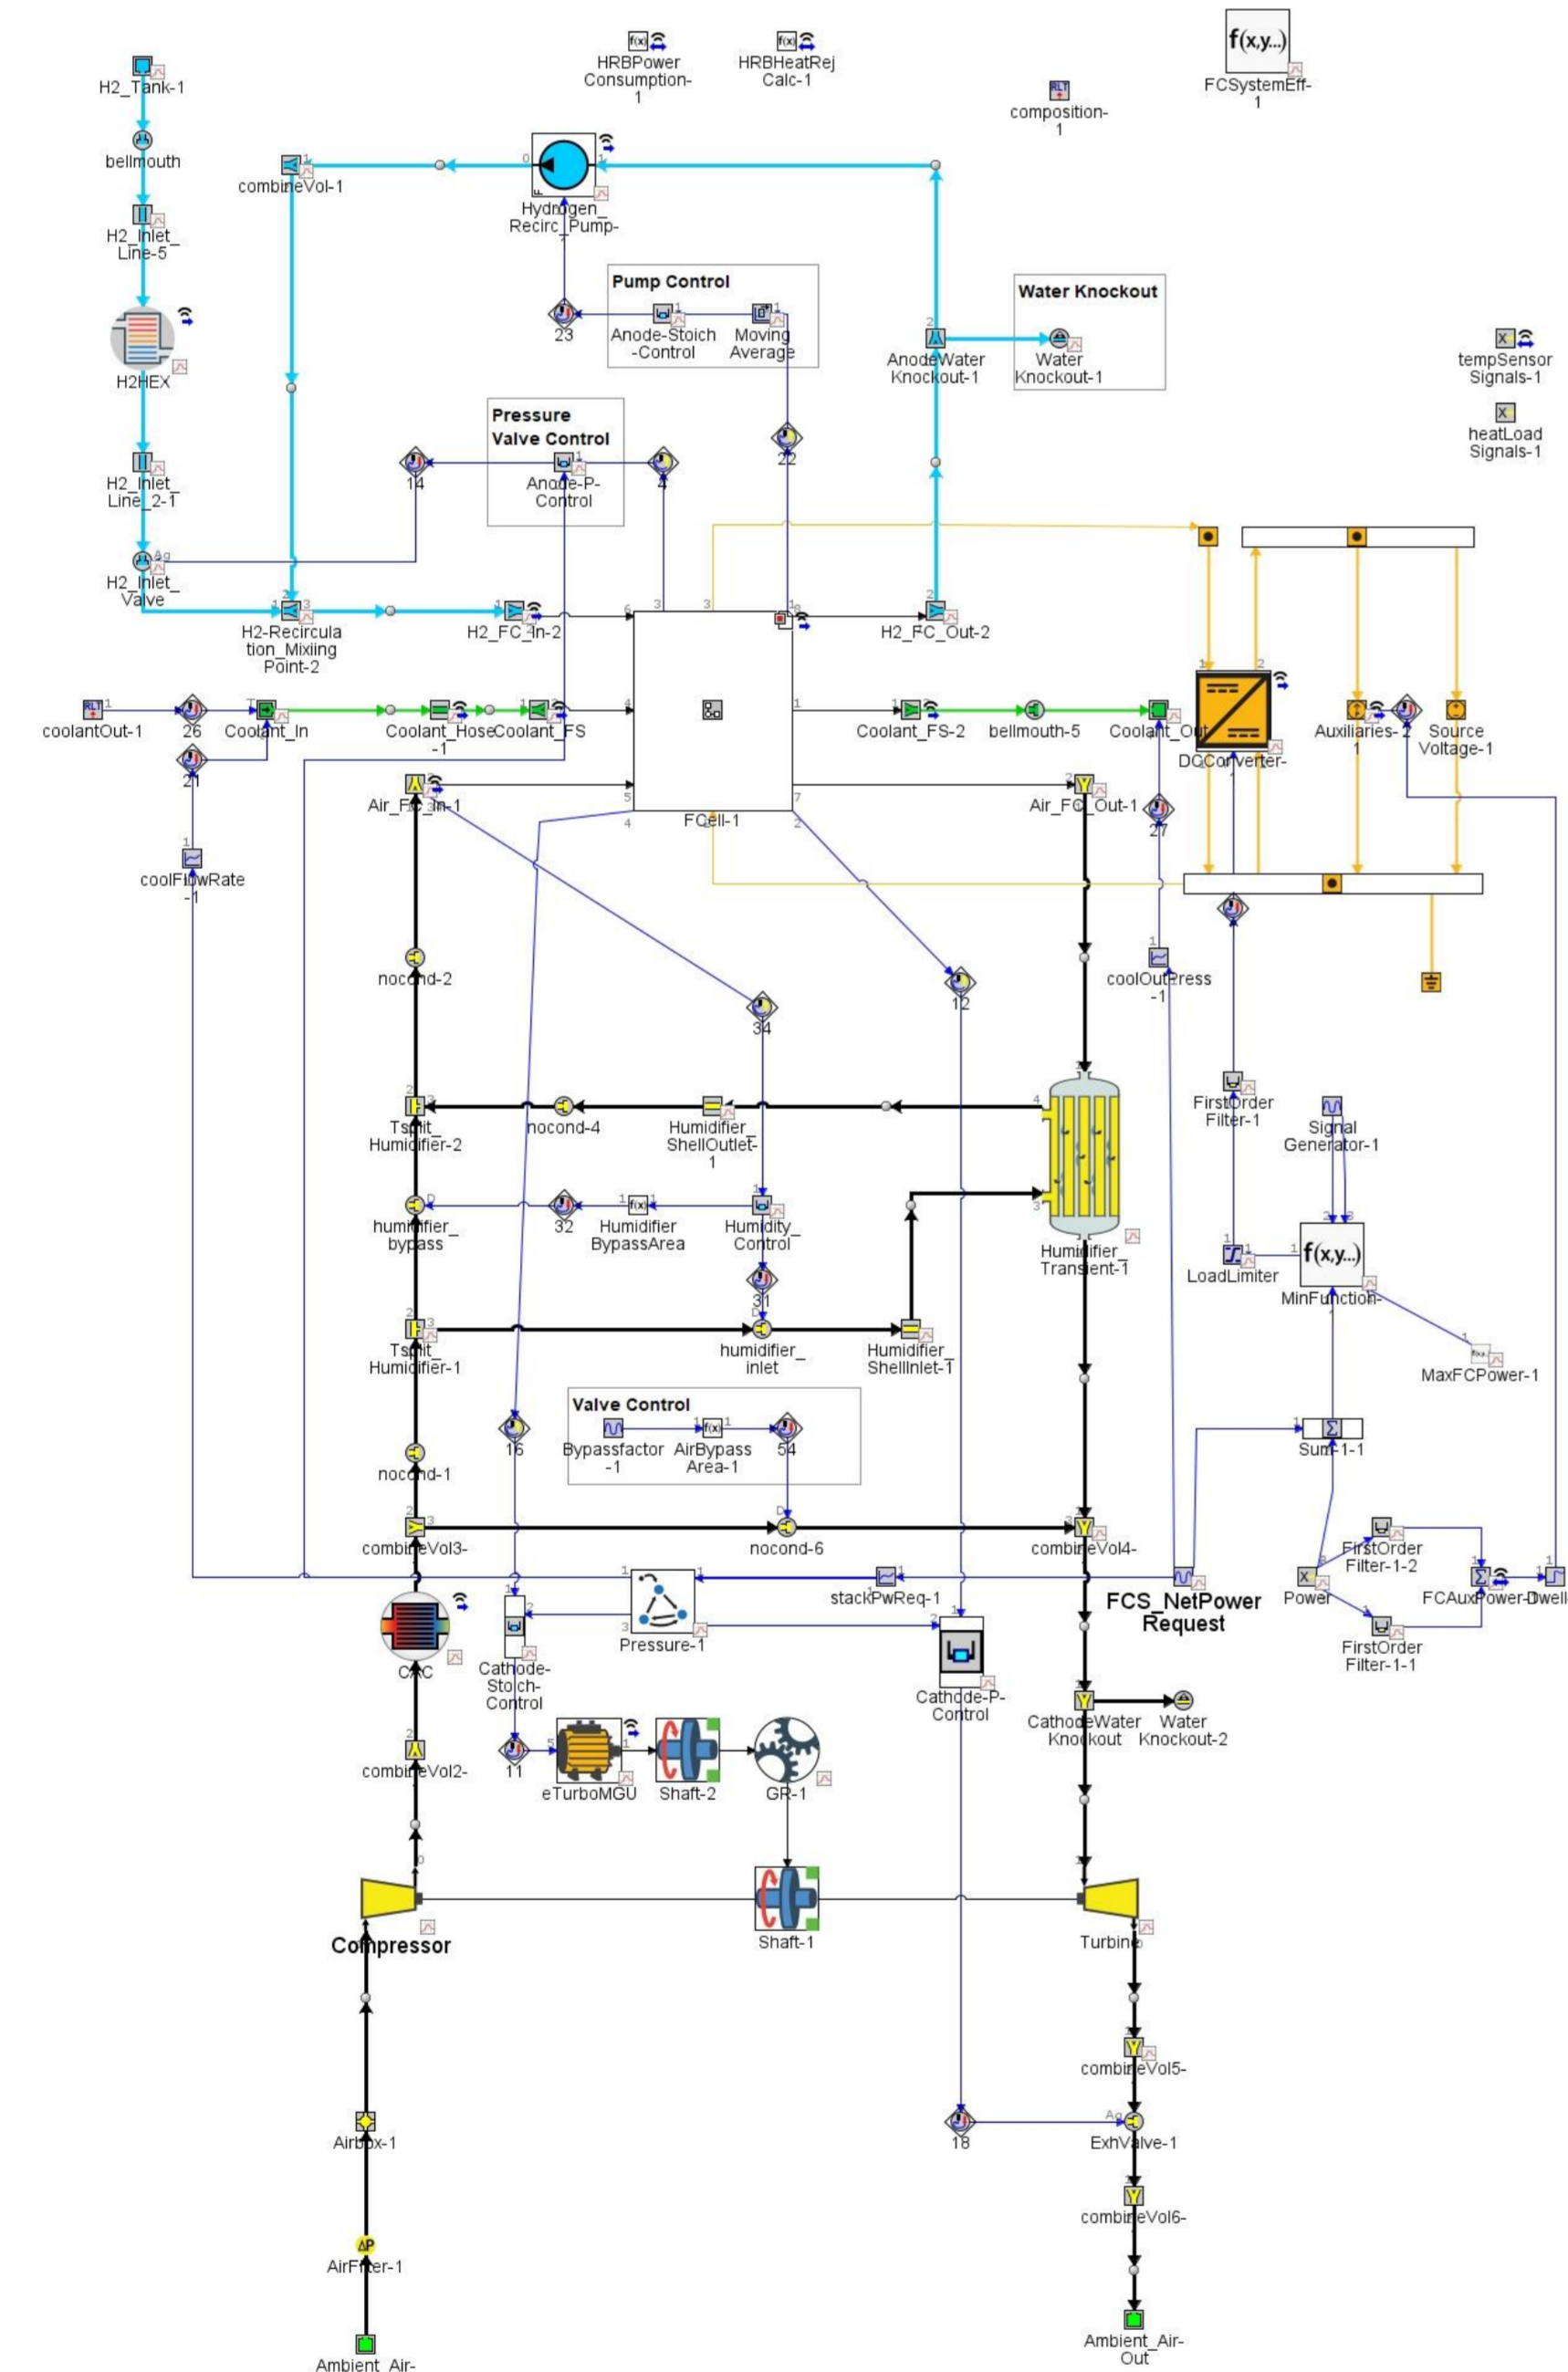 HRBPower
Consumption-
1
HRBHeatRej
Calc-1
f(x,y...)
FCSystemEff-
1
H2_Tank-1
composition-
1
bellmouth
combineVol-1
Hydrogen_
Recirc_Pump-
H2_Inlet_
Line-5
Pump Control
Anode-Stoich
-Control
Moving
Average
23
Water Knockout
AnodeWater
Knockout-1
Water
Knockout-1
tempSensor
Signals-1
H2HEX
Pressure
Valve Control
Anode-P-
Control
14
4
22
heatLoad
Signals-1
H2_Inlet_
Line_2-1
H2_Inlet_
Valve
H2-Recircula
tion_Mixiing
Point-2
H2_FC_In-2
H2_FC_Out-2
coolantOut-1
26
Coolant_In
Coolant_Hose
-1
Coolant_FS
Coolant_FS-2
bellmouth-5
Coolant_Out
DCConverter-
Auxiliaries-
1
Source
Voltage-1
21
Air_FC_In-1
FCell-1
Air_FC_Out-1
27
coolFlowRate
-1
nocond-2
34
12
coolOutPress
-1
Tsplit_
Humidifier-2
nocond-4
Humidifier_
ShellOutlet-
1
FirstOrder
Filter-1
Signal
Generator-1
humidifier_
bypass
32
Humidifier
BypassArea
Humidity_
Control
Humidifier_
Transient-1
LoadLimiter
f(x,y...)
MinFunction-
31
Tsplit_
Humidifier-1
humidifier_
inlet
Humidifier_
ShellInlet-1
MaxFCPower-1
Valve Control
Bypassfactor
-1
AirBypass
Area-1
54
16
Sum-1-1
nocond-1
combineVol3-
nocond-6
combineVol4-
FirstOrder
Filter-1-2
stackPwReq-1
FCS_NetPower
Request
Power
FCAuxPower-
Dwell
Pressure-1
FirstOrder
Filter-1-1
CAC
Cathode-
Stoich-
Control
Cathode-P-
Control
CathodeWater
Knockout
Water
Knockout-2
combineVol2-
11
eTurboMGU
Shaft-2
GR-1
Compressor
Shaft-1
Turbine
combineVol5-
Airbox-1
18
ExhValve-1
combineVol6-
ΔP
AirFilter-1
Ambient_Air-
Out
Ambient_Air-